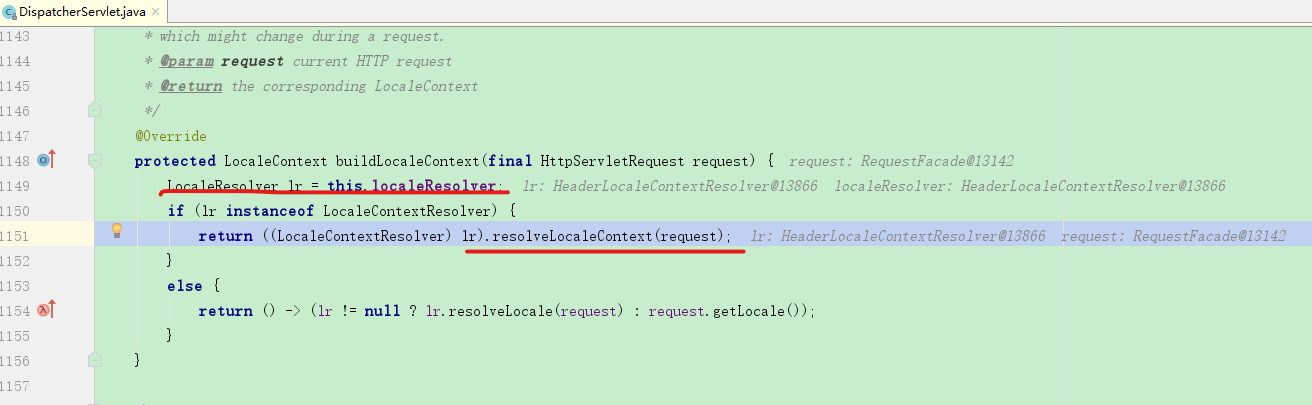 DispatcherServlet.java
1143 * which might change during a request.
1144 * @param request current HTTP request
1145 * @return the corresponding LocaleContext
1146 */
1147 @Override
1148 protected LocaleContext buildLocaleContext(final HttpServletRequest request) { request: RequestFacade@13142
1149 LocaleResolver lr = this.localeResolver; lr: HeaderLocaleContextResolver@13866 localeResolver: HeaderLocaleContextResolver@13866
1150 if (lr instanceof LocaleContextResolver) {
1151 return ((LocaleContextResolver) lr).resolveLocaleContext(request); lr: HeaderLocaleContextResolver@13866 request: RequestFacade@13142
1152 }
1153 else {
1154 return () -> (lr != null ? lr.resolveLocale(request) : request.getLocale());
1155 }
1156 }
1157